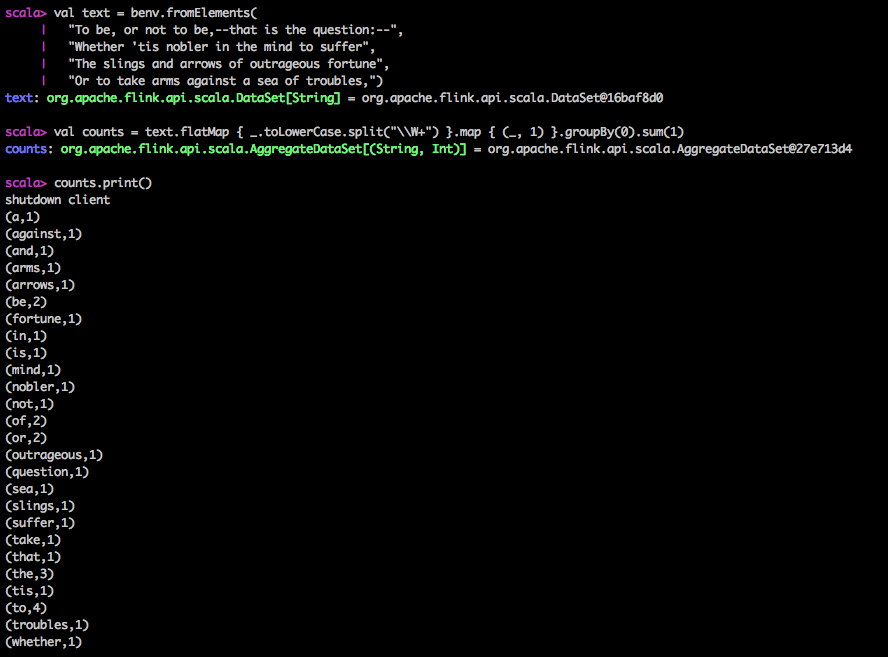 scala> val text = benv.fromElements(
| "To be, or not to be,--that is the question:--",
| "Whether 'tis nobler in the mind to suffer",
| "The slings and arrows of outrageous fortune",
| "Or to take arms against a sea of troubles,")
text: org.apache.flink.api.scala.DataSet[String] = org.apache.flink.api.scala.DataSet@16baf8d0
scala> val counts = text.flatMap { _.toLowerCase.split("\\W+") }.map { (_, 1) }.groupBy(0).sum(1)
counts: org.apache.flink.api.scala.AggregateDataSet[(String, Int)] = org.apache.flink.api.scala.AggregateDataSet@27e713d4
scala> counts.print()
shutdown client
(a,1)
(against,1)
(and,1)
(arms,1)
(arrows,1)
(be,2)
(fortune,1)
(in,1)
(is,1)
(mind,1)
(nobler,1)
(not,1)
(of,2)
(or,2)
(outrageous,1)
(question,1)
(sea,1)
(slings,1)
(suffer,1)
(take,1)
(that,1)
(the,3)
(tis,1)
(to,4)
(troubles,1)
(whether,1)